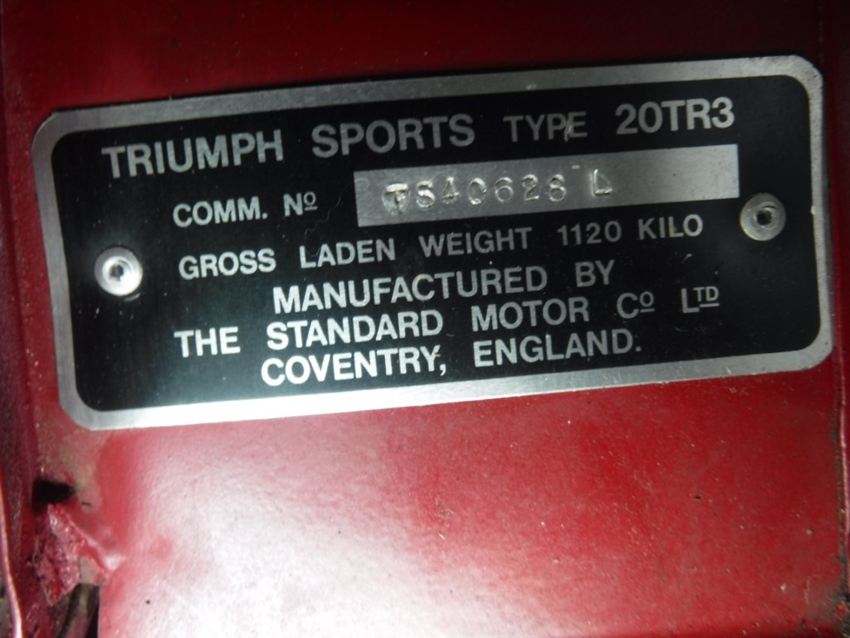 TRIUMPH SPORTS TYPE 20TR3
COMM. Nº TS40628 L
GROSS LADEN WEIGHT 1120 KILO
MANUFACTURED BY
THE STANDARD MOTOR Cº LTD
COVENTRY, ENGLAND.